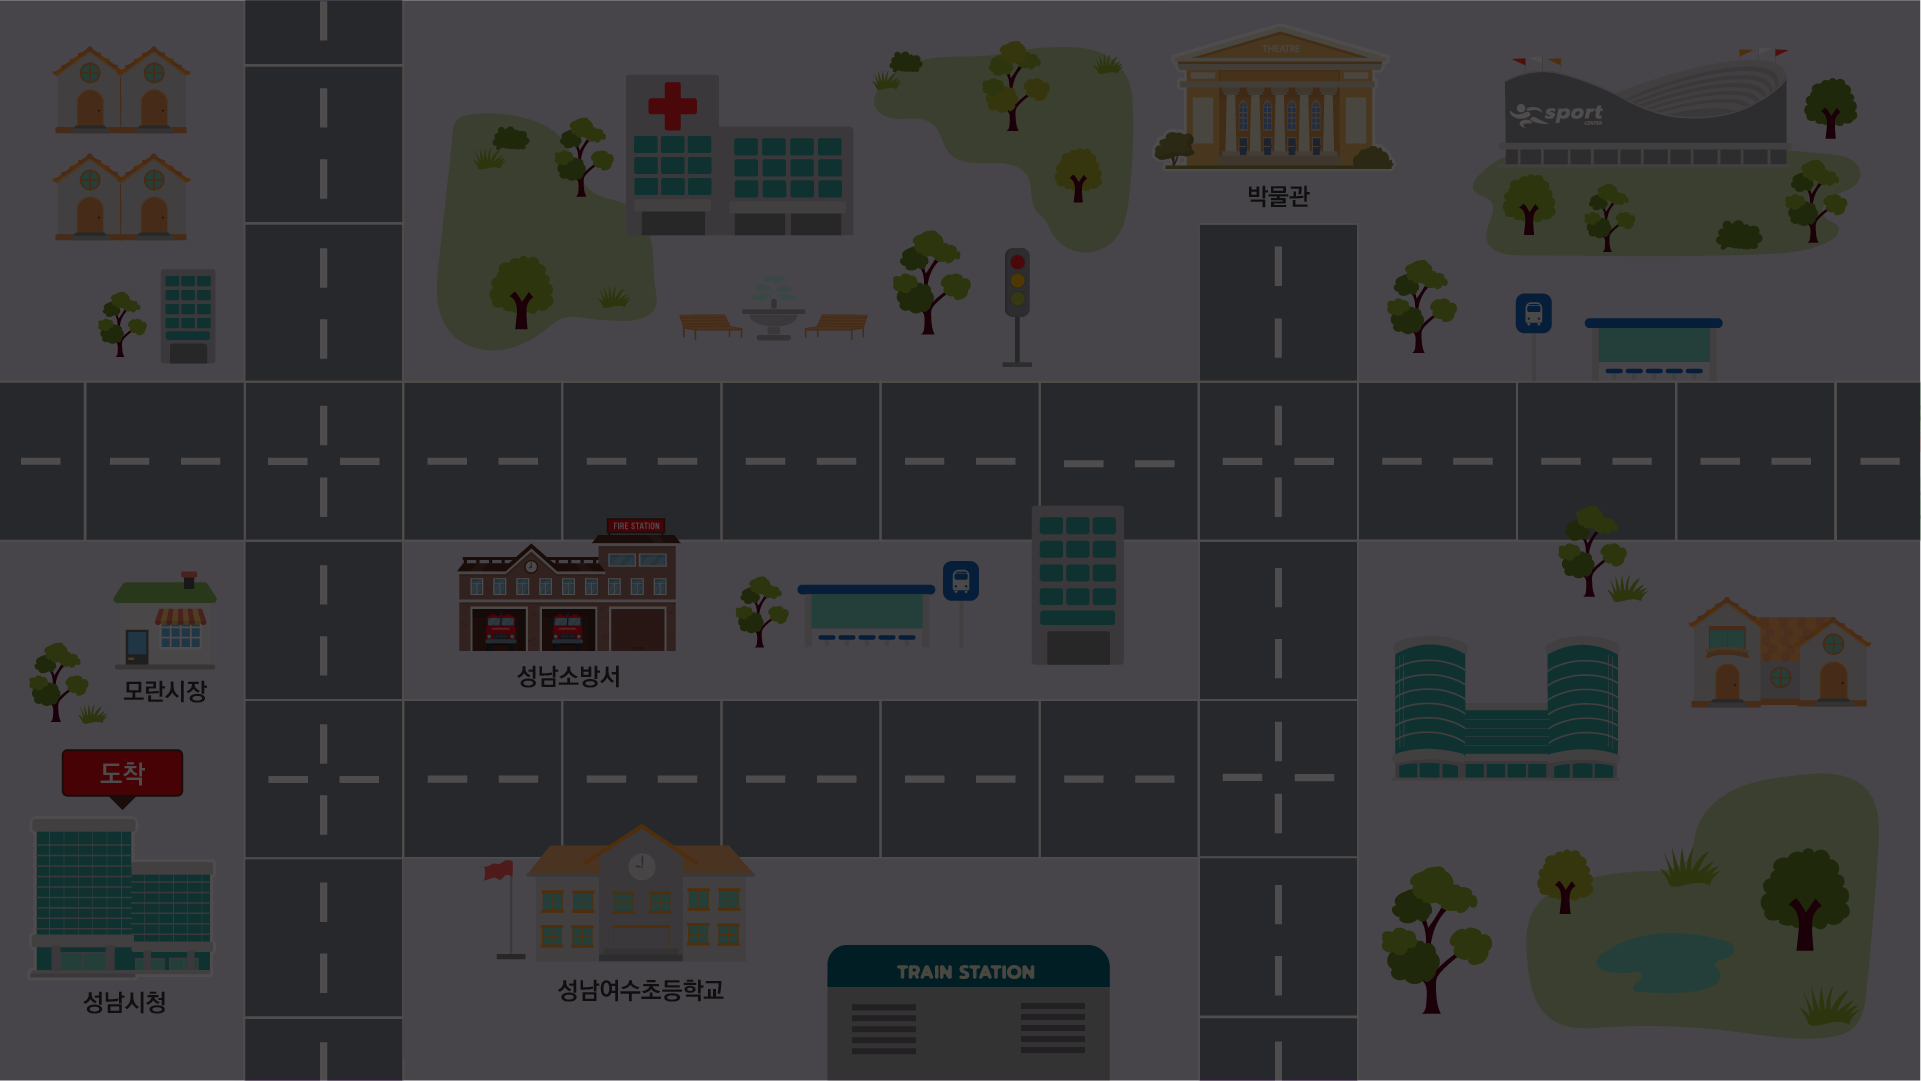 THEATRE
sport
CENTER
박물관
FIRE STATION
성남소방서
모란시장
도착
성남시청
성남여수초등학교
TRAIN STATION